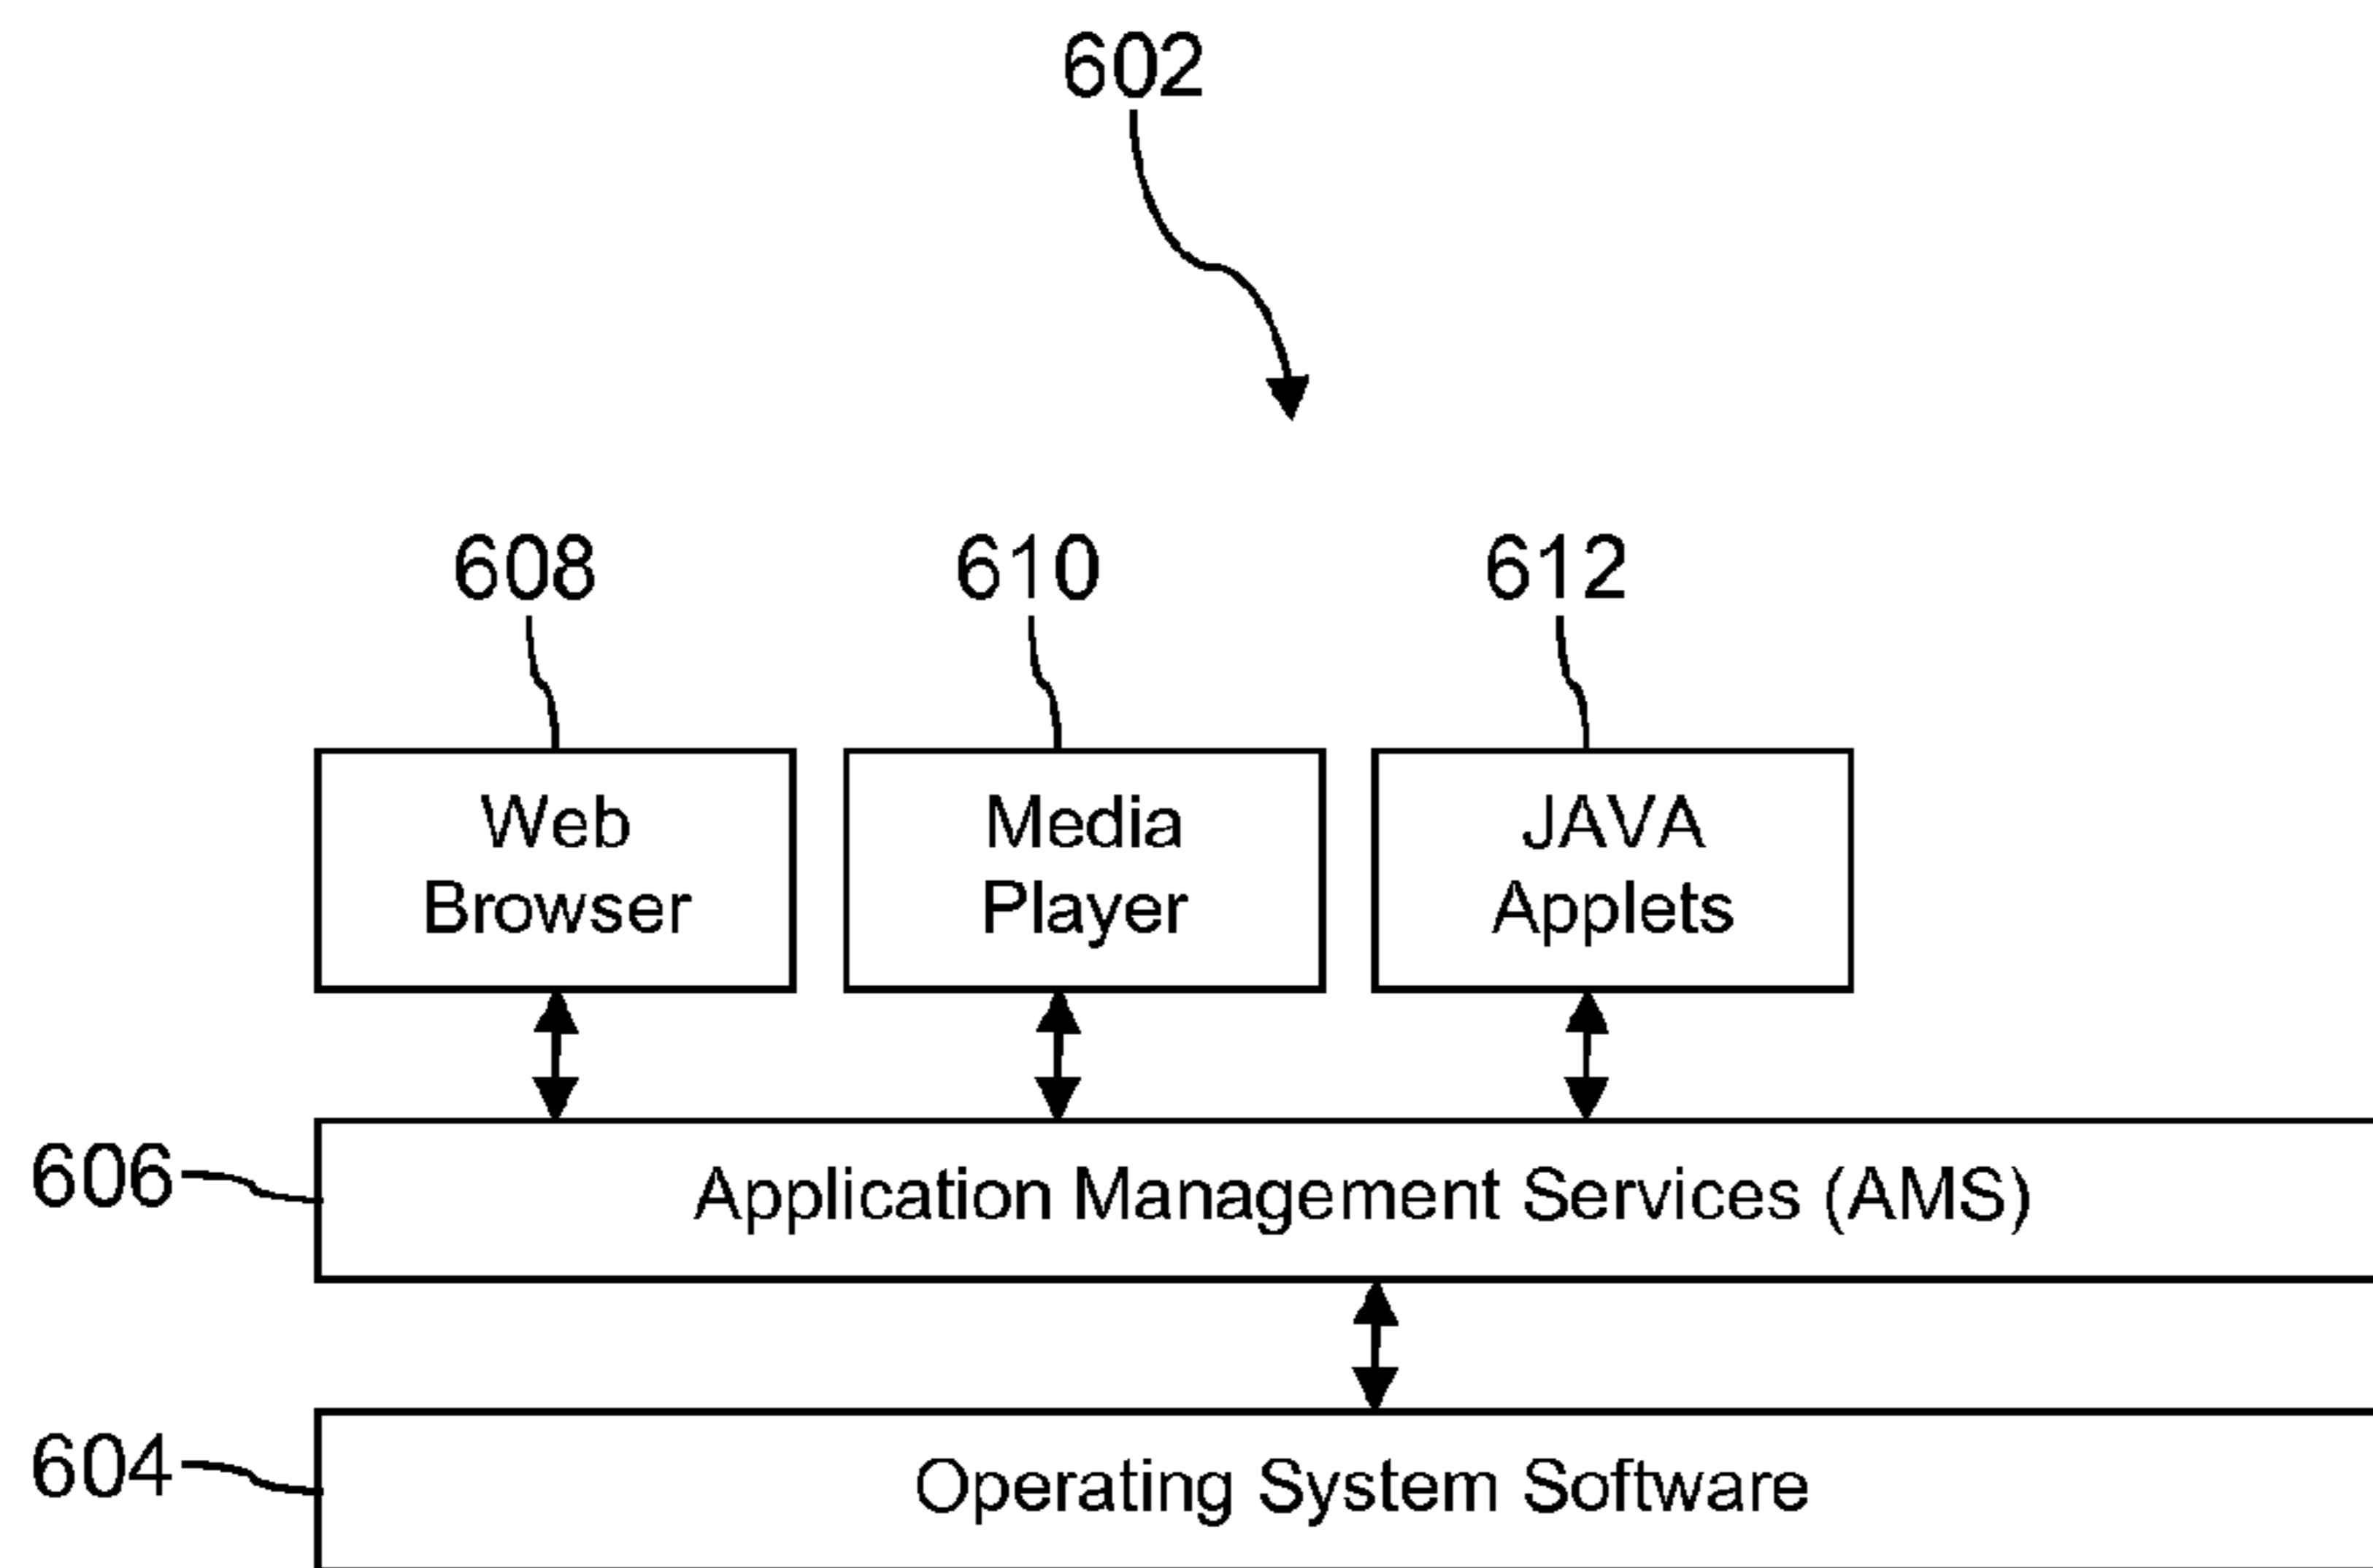 602
608 610 612
Web Browser
Media Player
JAVA Applets
606 Application Management Services (AMS)
604 Operating System Software